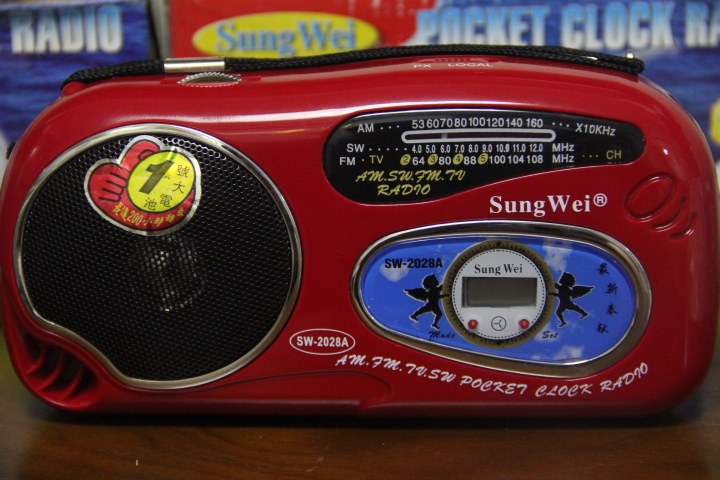 RADIO
SungWei
POCKET CLOCK RA
FX LOCAL
AM 53 60 70 80 100 120 140 160 X10KHz
SW 4.0 5.0 6.0 7.0 8.0 9.0 10.0 11.0 12.0 MHz
FM TV 2 64 3 80 4 88 5 100 104 108 MHz CH
AM.SW.FM.TV
RADIO
SungWei®
1 號大電池
SW-2028A
Sung Wei
最新春秋
Mode
Set
SW-2028A
AM.FM.TV.SW POCKET CLOCK RADIO